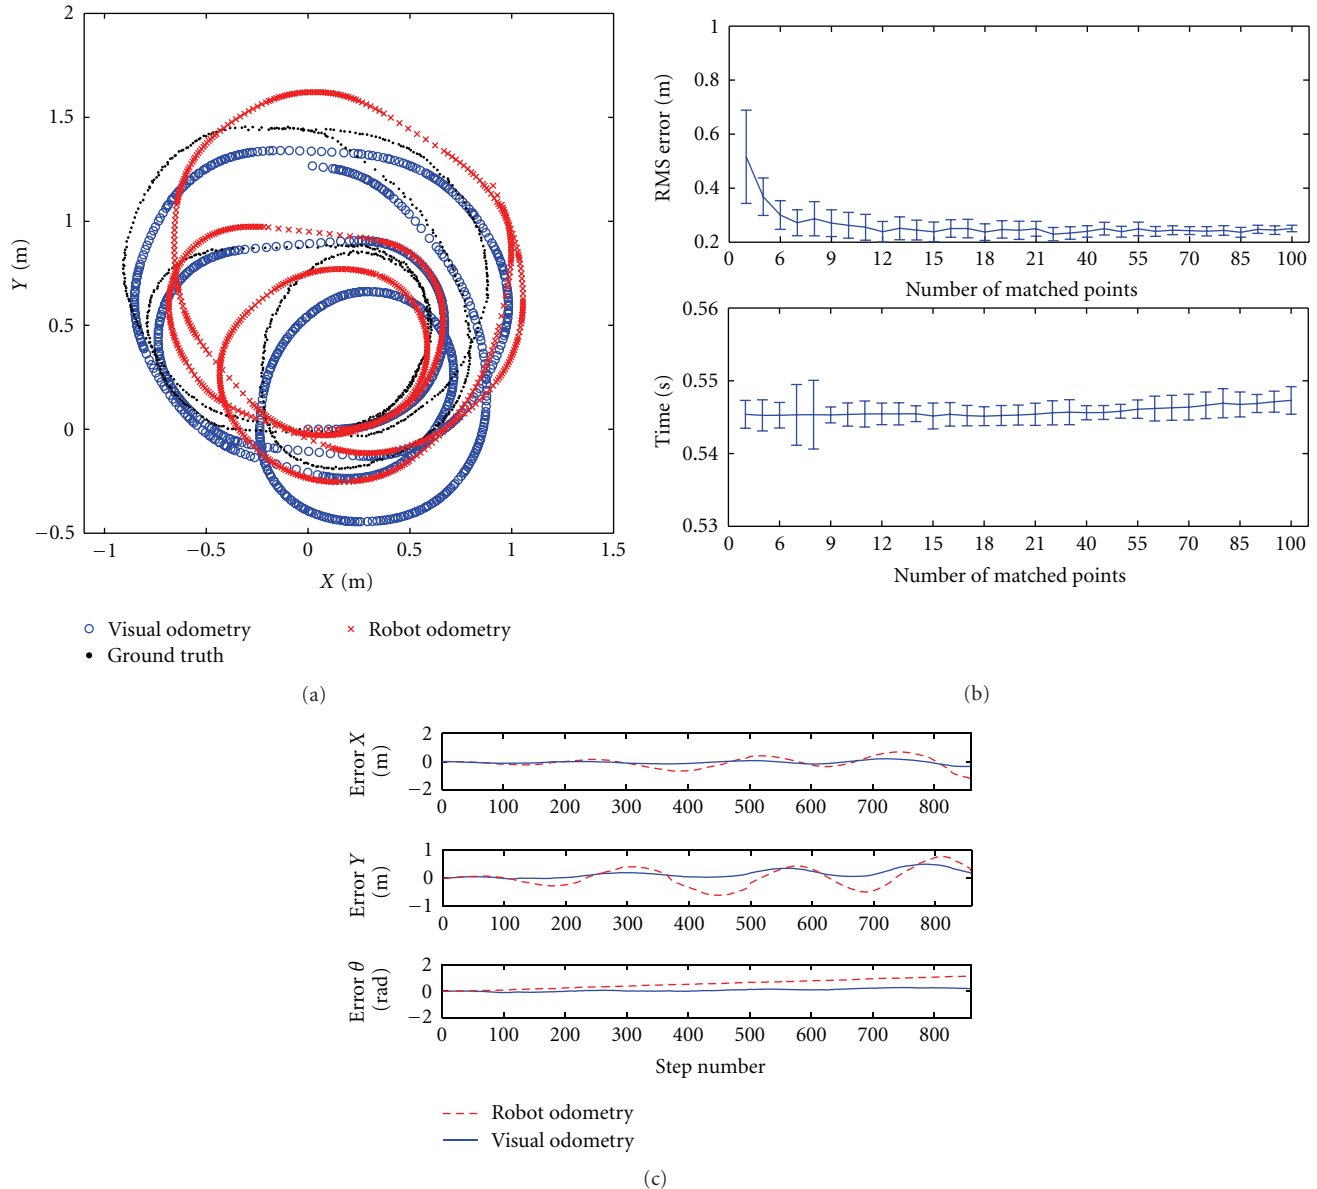 2
1.5
1
0.5
0
−0.5
Y (m)
−1 −0.5 0 0.5 1 1.5
X (m)
Visual odometry
Robot odometry
Ground truth
(a)
1
0.8
0.6
0.4
0.2
RMS error (m)
0 6 9 12 15 18 21 40 55 70 85 100
Number of matched points
0.56
0.55
0.54
0.53
Time (s)
0 6 9 12 15 18 21 40 55 70 85 100
Number of matched points
(b)
2
0
−2
Error X
(m)
0 100 200 300 400 500 600 700 800
1
0
−1
Error Y
(m)
0 100 200 300 400 500 600 700 800
2
0
−2
Error θ
(rad)
0 100 200 300 400 500 600 700 800
Step number
Robot odometry
Visual odometry
(c)